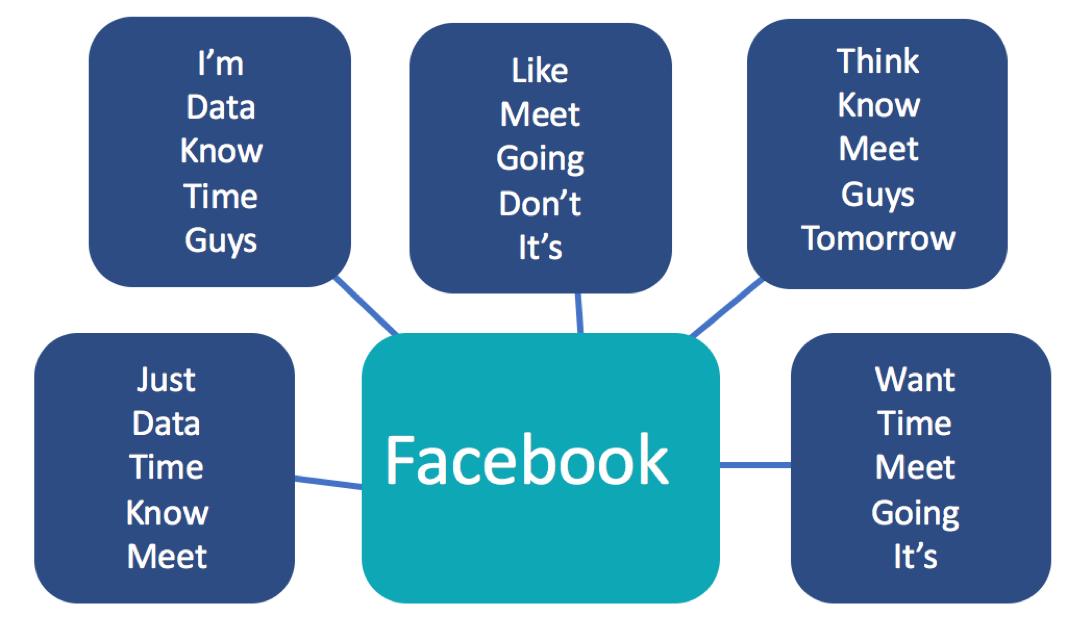 I’m
Data
Know
Time
Guys
Like
Meet
Going
Don’t
It’s
Think
Know
Meet
Guys
Tomorrow
Just
Data
Time
Know
Meet
Facebook
Want
Time
Meet
Going
It’s